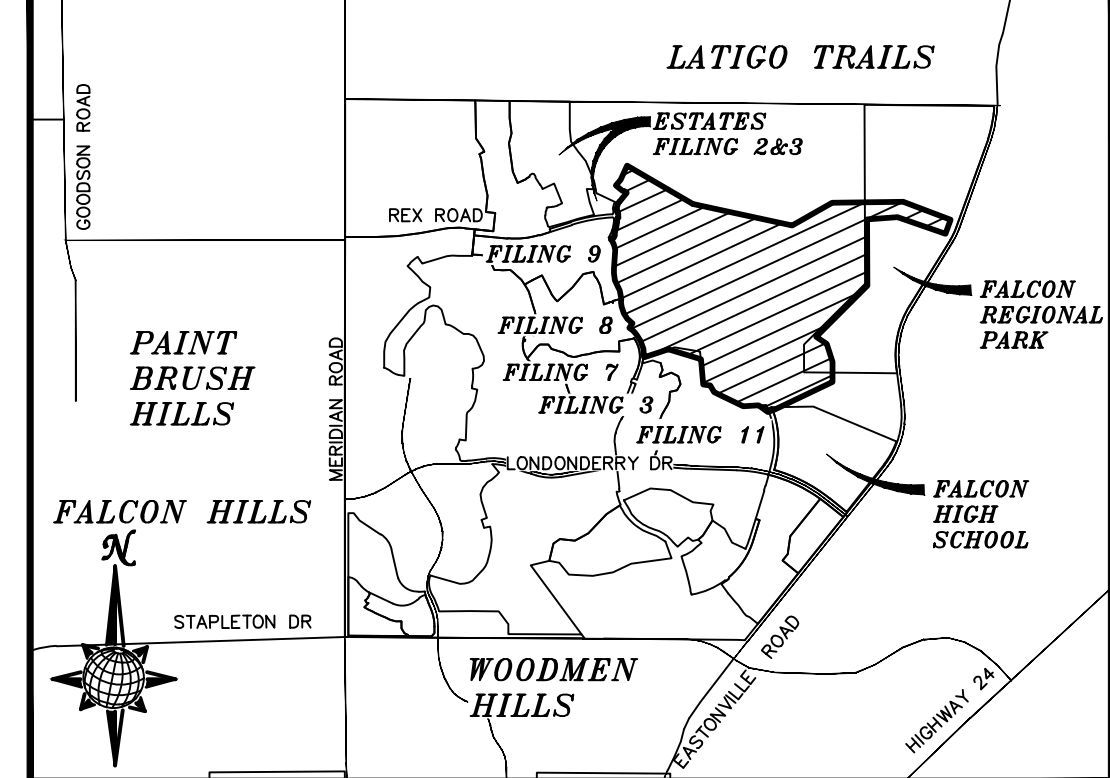 LATIGO TRAILS
GOODSON ROAD
ESTATES
FILING 2&3
REX ROAD
FILING 9
FALCON
REGIONAL
PARK
FILING 8
PAINT
BRUSH
HILLS
MERIDIAN ROAD
FILING 7
FILING 3
FILING 11
LONDONDERRY DR
FALCON HILLS
FALCON
HIGH
SCHOOL
N
STAPLETON DR
WOODMEN
HILLS
EASTONVILLE ROAD
HIGHWAY 24